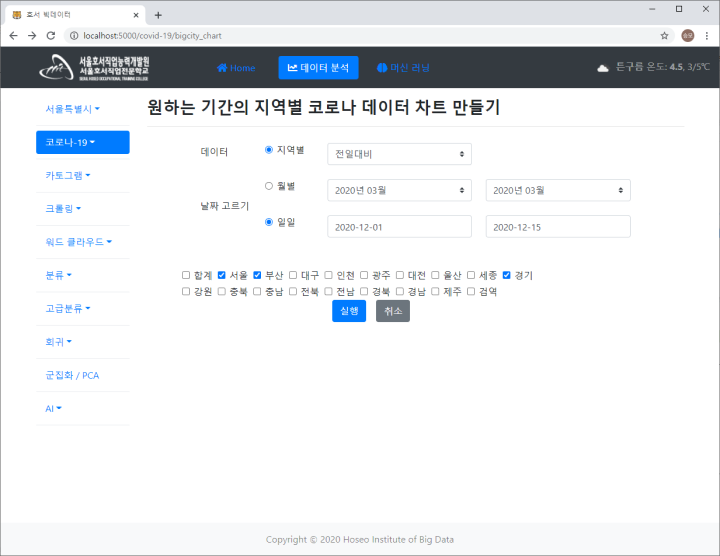 호서 빅데이터
localhost:5000/covid-19/bigcity_chart
서울호서직업능력개발원
서울호서직업전문학교
Home
데이터 분석
머신 러닝
튼구름 온도: 4.5, 3/5℃
서울특별시
코로나-19
카토그램
크롤링
워드 클라우드
분류
고급분류
회귀
군집화 / PCA
AI
원하는 기간의 지역별 코로나 데이터 차트 만들기
데이터 지역별 전일대비
날짜 고르기
월별 2020년 03월 2020년 03월
일일 2020-12-01 2020-12-15
합계 서울 부산 대구 인천 광주 대전 울산 세종 경기
강원 충북 충남 전북 전남 경북 경남 제주 검역
실행 취소
Copyright © 2020 Hoseo Institute of Big Data